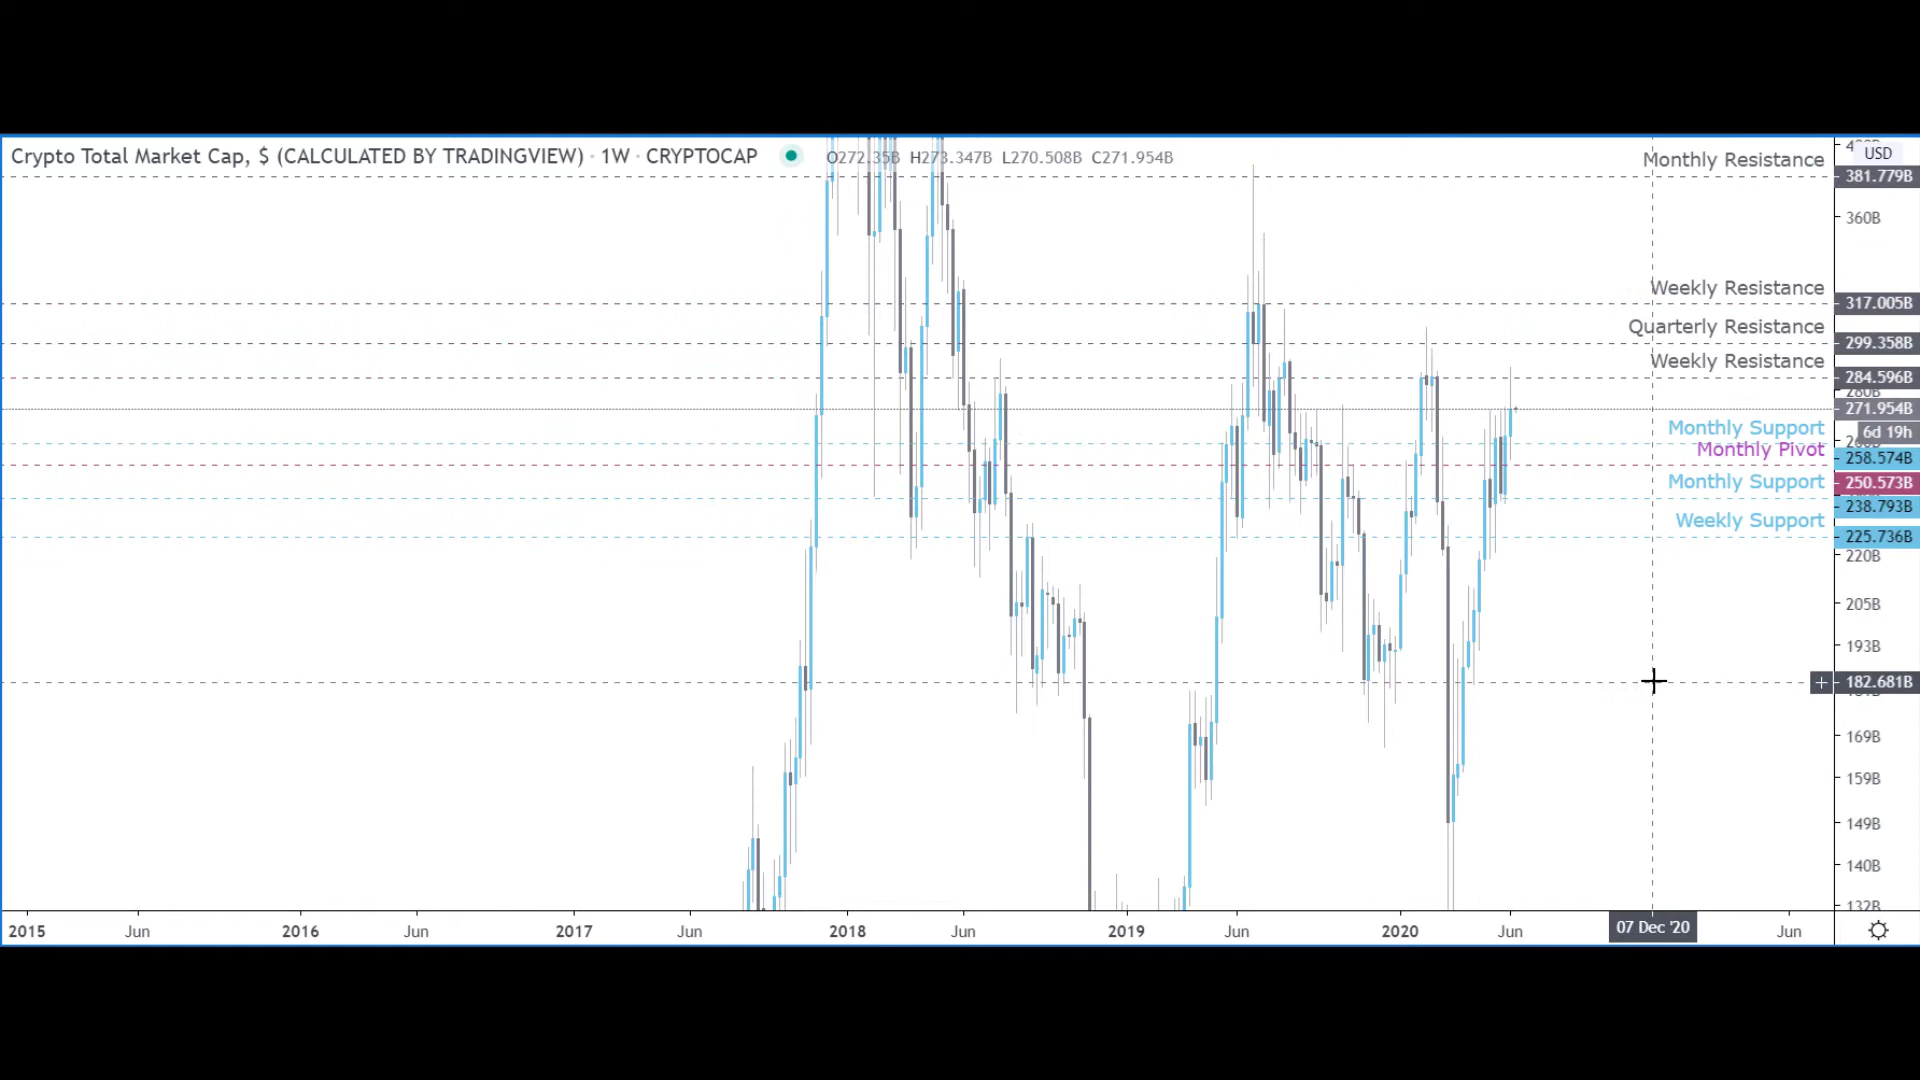 Crypto Total Market Cap, $ (CALCULATED BY TRADINGVIEW) · 1W · CRYPTOCAP
O272.35B H273.347B L270.508B C271.954B
USD
Monthly Resistance
381.779B
360B
Weekly Resistance
317.005B
Quarterly Resistance
299.358B
Weekly Resistance
284.596B
271.954B
Monthly Support
6d 19h
Monthly Pivot
258.574B
Monthly Support
250.573B
238.793B
Weekly Support
225.736B
220B
205B
193B
182.681B
169B
159B
149B
140B
132B
2015 Jun 2016 Jun 2017 Jun 2018 Jun 2019 Jun 2020 Jun 07 Dec '20 Jun